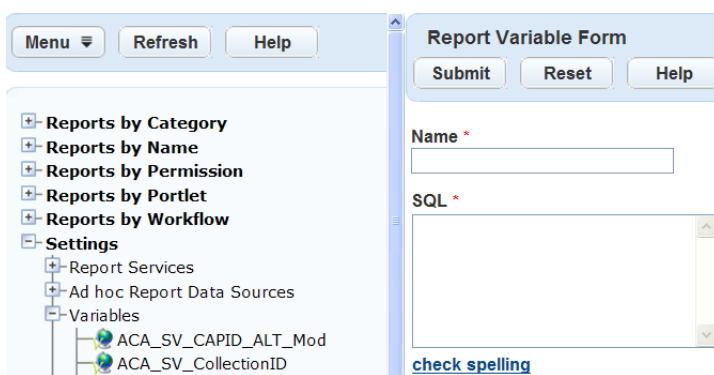 Menu Refresh Help
Reports by Category
Reports by Name
Reports by Permission
Reports by Portlet
Reports by Workflow
Settings
Report Services
Ad hoc Report Data Sources
Variables
ACA_SV_CAPID_ALT_Mod
ACA_SV_CollectionID
Report Variable Form
Submit Reset Help
Name *
SQL *
check spelling